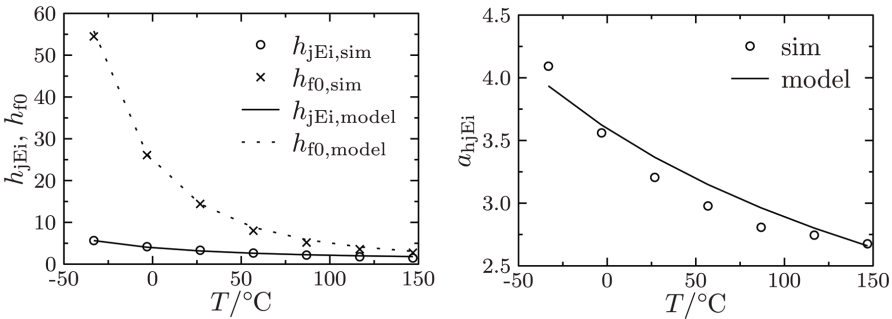 60
50
40
30
20
10
0
h_jEi, h_f0
h_jEi,sim
h_f0,sim
h_jEi,model
h_f0,model
-50 0 50 100 150
T/°C
4.5
4.0
3.5
3.0
2.5
a_hjEi
sim
model
-50 0 50 100 150
T/°C